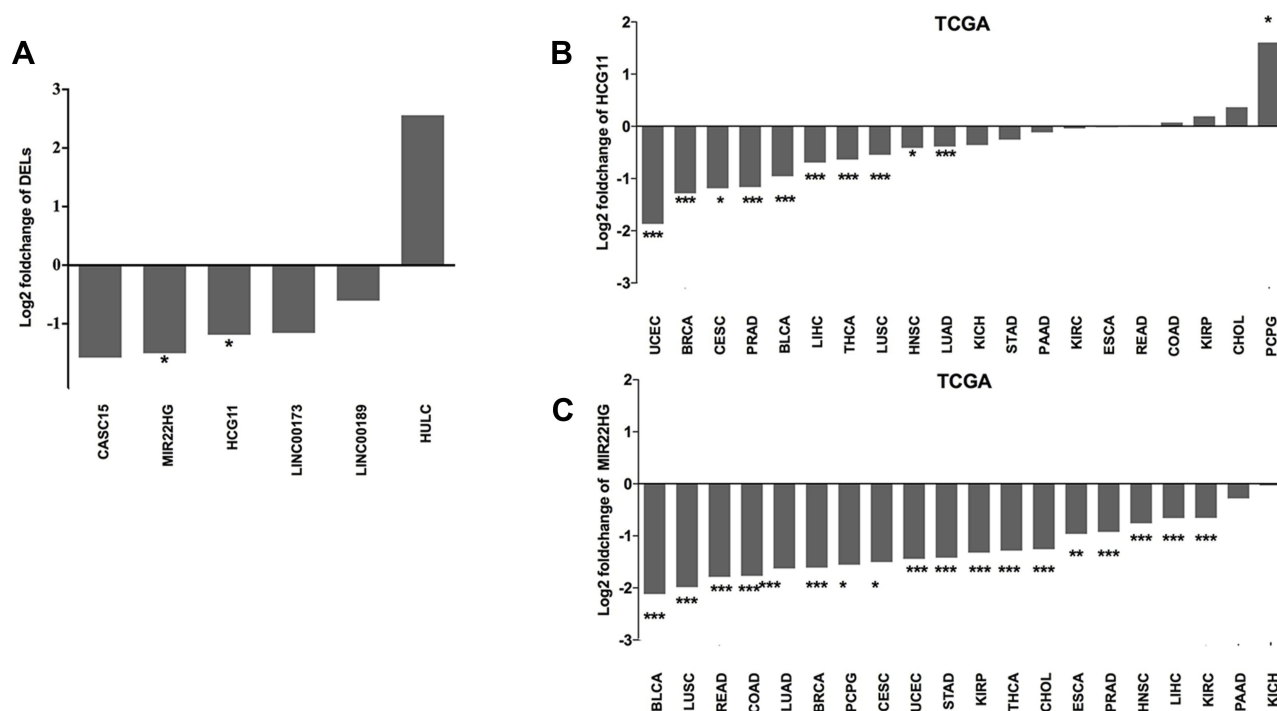 A
Log2 foldchange of DELs
3
2
1
0
-1
*
*
CASC15
MIR22HG
HCG11
LINC00173
LINC00189
HULC
B
TCGA
Log2 foldchange of HCG11
2
1
0
-1
-2
-3
***
***
*
***
***
***
***
***
*
***
*
UCEC
BRCA
CESC
PRAD
BLCA
LIHC
THCA
LUSC
HNSC
LUAD
KICH
STAD
PAAD
KIRC
ESCA
READ
COAD
KIRP
CHOL
PCPG
C
TCGA
Log2 foldchange of MIR22HG
2
1
0
-1
-2
-3
***
***
***
***
***
***
*
*
***
***
***
***
***
**
***
***
***
***
BLCA
LUSC
READ
COAD
LUAD
BRCA
PCPG
CESC
UCEC
STAD
KIRP
THCA
CHOL
ESCA
PRAD
HNSC
LIHC
KIRC
PAAD
KICH